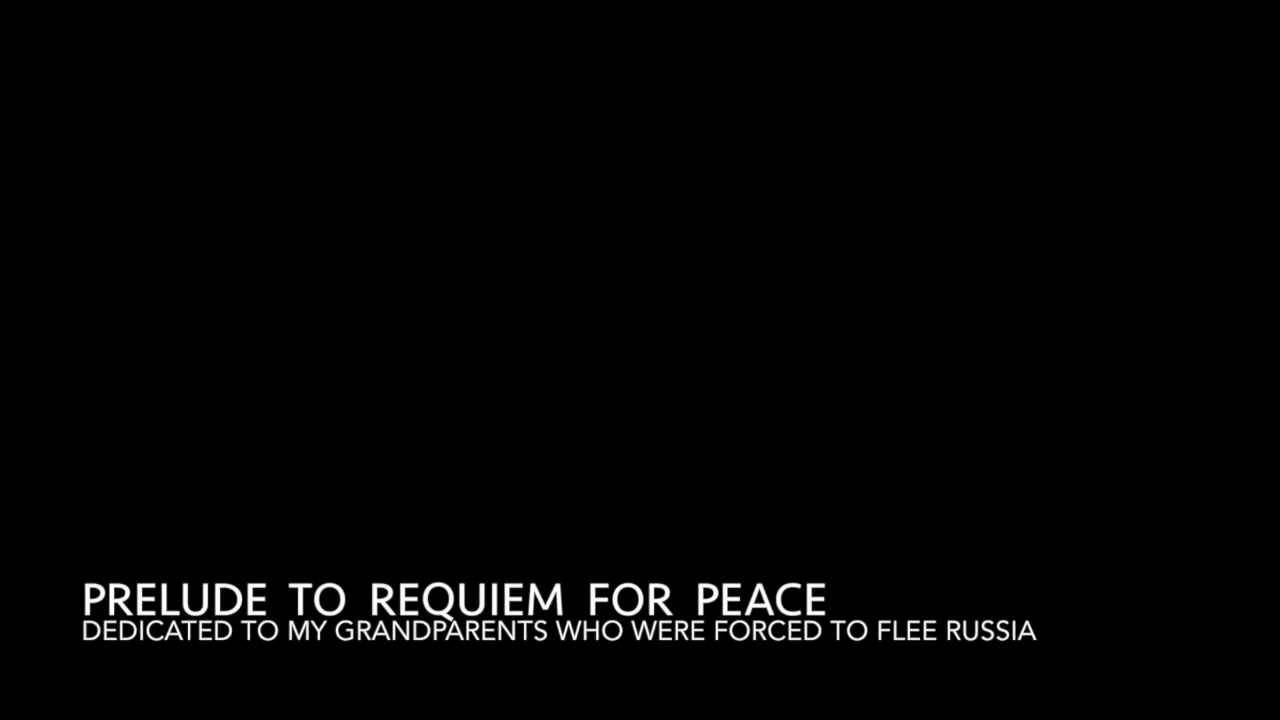 PRELUDE TO REQUIEM FOR PEACE
DEDICATED TO MY GRANDPARENTS WHO WERE FORCED TO FLEE RUSSIA